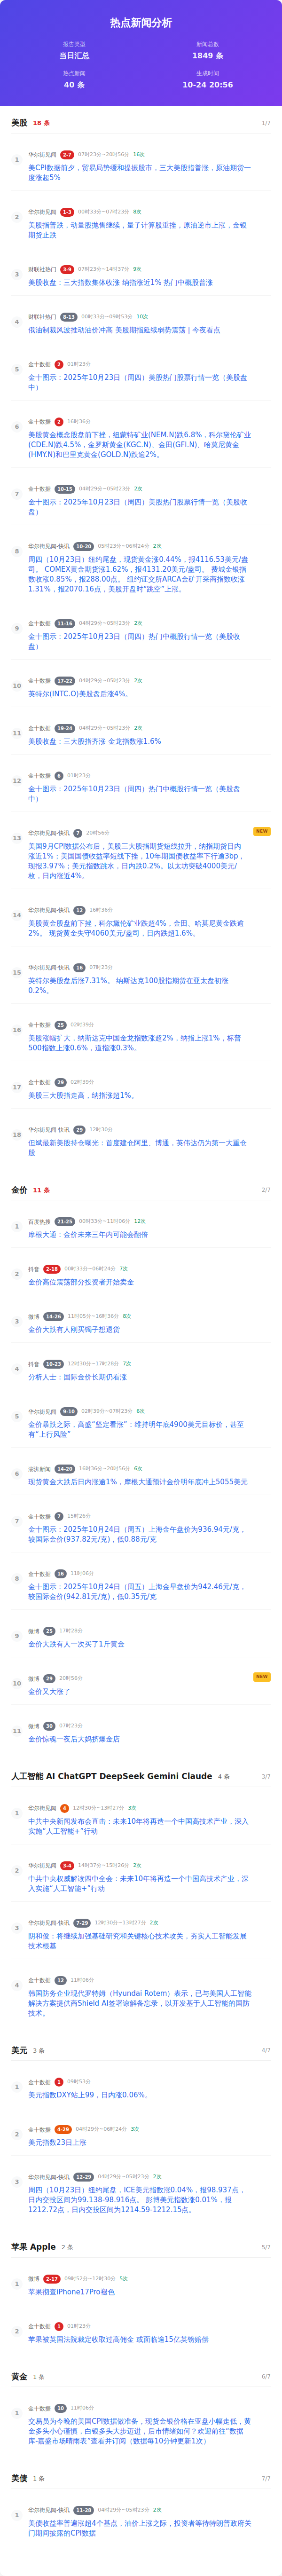 热点新闻分析
报告类型
当日汇总
新闻总数
1849 条
热点新闻
40 条
生成时间
10-24 20:56
美股 18 条 1/7
1
华尔街见闻 2-7 07时23分~20时56分 16次
美CPI数据前夕，贸易局势缓和提振股市，三大美股指普涨，原油期货一
度涨超5%
2
华尔街见闻 1-3 00时33分~07时23分 8次
美股指普跌，动量股抛售继续，量子计算股重挫，原油逆市上涨，金银
期货止跌
3
财联社热门 3-9 07时23分~14时37分 9次
美股收盘：三大指数集体收涨 纳指涨近1% 热门中概股普涨
4
财联社热门 8-13 00时33分~09时53分 10次
俄油制裁风波推动油价冲高 美股期指延续弱势震荡 | 今夜看点
5
金十数据 2 01时23分
金十图示：2025年10月23日（周四）美股热门股票行情一览（美股盘
中）
6
金十数据 2 16时36分
美股黄金概念股盘前下挫，纽蒙特矿业(NEM.N)跌6.8%，科尔黛伦矿业
(CDE.N)跌4.5%，金罗斯黄金(KGC.N)、金田(GFI.N)、哈莫尼黄金
(HMY.N)和巴里克黄金(GOLD.N)跌逾2%。
7
金十数据 10-15 04时29分~05时23分 2次
金十图示：2025年10月23日（周四）美股热门股票行情一览（美股收
盘）
8
华尔街见闻-快讯 10-20 05时23分~06时24分 2次
周四（10月23日）纽约尾盘，现货黄金涨0.44%，报4116.53美元/盎
司。 COMEX黄金期货涨1.62%，报4131.20美元/盎司。 费城金银指
数收涨0.85%，报288.00点。 纽约证交所ARCA金矿开采商指数收涨
1.31%，报2070.16点，美股开盘时“跳空”上涨。
9
金十数据 11-16 04时29分~05时23分 2次
金十图示：2025年10月23日（周四）热门中概股行情一览（美股收
盘）
10
金十数据 17-22 04时29分~05时23分 2次
英特尔(INTC.O)美股盘后涨4%。
11
金十数据 19-24 04时29分~05时23分 2次
美股收盘：三大股指齐涨 金龙指数涨1.6%
12
金十数据 6 01时23分
金十图示：2025年10月23日（周四）热门中概股行情一览（美股盘
中）
13
华尔街见闻-快讯 7 20时56分
NEW
美国9月CPI数据公布后，美股三大股指期货短线拉升，纳指期货日内
涨近1%；美国国债收益率短线下挫，10年期国债收益率下行逾3bp，
现报3.97%；美元指数跳水，日内跌0.2%。以太坊突破4000美元/
枚，日内涨近4%。
14
华尔街见闻-快讯 12 16时36分
美股黄金股盘前下挫，科尔黛伦矿业跌超4%，金田、哈莫尼黄金跌逾
2%。 现货黄金失守4060美元/盎司，日内跌超1.6%。
15
华尔街见闻-快讯 16 07时23分
英特尔美股盘后涨7.31%。 纳斯达克100股指期货在亚太盘初涨
0.2%。
16
金十数据 25 02时39分
美股涨幅扩大，纳斯达克中国金龙指数涨超2%，纳指上涨1%，标普
500指数上涨0.6%，道指涨0.3%。
17
金十数据 29 02时39分
美股三大股指走高，纳指涨超1%。
18
华尔街见闻-快讯 29 12时30分
但斌最新美股持仓曝光：首度建仓阿里、博通，英伟达仍为第一大重仓
股
金价 11 条 2/7
1
百度热搜 21-25 00时33分~11时06分 12次
摩根大通：金价未来三年内可能会翻倍
2
抖音 2-18 00时33分~06时24分 7次
金价高位震荡部分投资者开始卖金
3
微博 14-26 11时05分~16时36分 8次
金价大跌有人刚买镯子想退货
4
抖音 10-23 12时30分~17时28分 7次
分析人士：国际金价长期仍看涨
5
华尔街见闻 9-10 02时39分~07时23分 6次
金价暴跌之际，高盛“坚定看涨”：维持明年底4900美元目标价，甚至
有“上行风险”
6
澎湃新闻 14-20 16时36分~20时56分 6次
现货黄金大跌后日内涨逾1%，摩根大通预计金价明年底冲上5055美元
7
金十数据 7 15时26分
金十图示：2025年10月24日（周五）上海金午盘价为936.94元/克，
较国际金价(937.82元/克)，低0.88元/克
8
金十数据 16 11时06分
金十图示：2025年10月24日（周五）上海金早盘价为942.46元/克，
较国际金价(942.81元/克)，低0.35元/克
9
微博 25 17时28分
金价大跌有人一次买了1斤黄金
10
微博 29 20时56分
NEW
金价又大涨了
11
微博 30 07时23分
金价惊魂一夜后大妈挤爆金店
人工智能 AI ChatGPT DeepSeek Gemini Claude 4 条 3/7
1
华尔街见闻 4 12时30分~13时27分 3次
中共中央新闻发布会直击：未来10年将再造一个中国高技术产业，深入
实施“人工智能+”行动
2
华尔街见闻 3-4 14时37分~15时26分 2次
中共中央权威解读四中全会：未来10年将再造一个中国高技术产业，深
入实施“人工智能+”行动
3
华尔街见闻-快讯 7-29 12时30分~13时27分 2次
阴和俊：将继续加强基础研究和关键核心技术攻关，夯实人工智能发展
技术根基
4
金十数据 12 11时06分
韩国防务企业现代罗特姆（Hyundai Rotem）表示，已与美国人工智能
解决方案提供商Shield AI签署谅解备忘录，以开发基于人工智能的国防
技术。
美元 3 条 4/7
1
金十数据 1 09时53分
美元指数DXY站上99，日内涨0.06%。
2
金十数据 4-29 04时29分~06时24分 3次
美元指数23日上涨
3
华尔街见闻-快讯 12-29 04时29分~05时23分 2次
周四（10月23日）纽约尾盘，ICE美元指数涨0.04%，报98.937点，
日内交投区间为99.138-98.916点。 彭博美元指数涨0.01%，报
1212.72点，日内交投区间为1214.59-1212.15点。
苹果 Apple 2 条 5/7
1
微博 2-17 09时52分~12时30分 5次
苹果彻查iPhone17Pro褪色
2
金十数据 1 01时23分
苹果被英国法院裁定收取过高佣金 或面临逾15亿英镑赔偿
黄金 1 条 6/7
1
金十数据 10 11时06分
交易员为今晚的美国CPI数据做准备，现货金银价格在亚盘小幅走低，黄
金多头小心谨慎，白银多头大步迈进，后市情绪如何？欢迎前往“数据
库-嘉盛市场晴雨表”查看并订阅（数据每10分钟更新1次）
美债 1 条 7/7
1
华尔街见闻-快讯 11-28 04时29分~05时23分 2次
美债收益率普遍涨超4个基点，油价上涨之际，投资者等待特朗普政府关
门期间披露的CPI数据